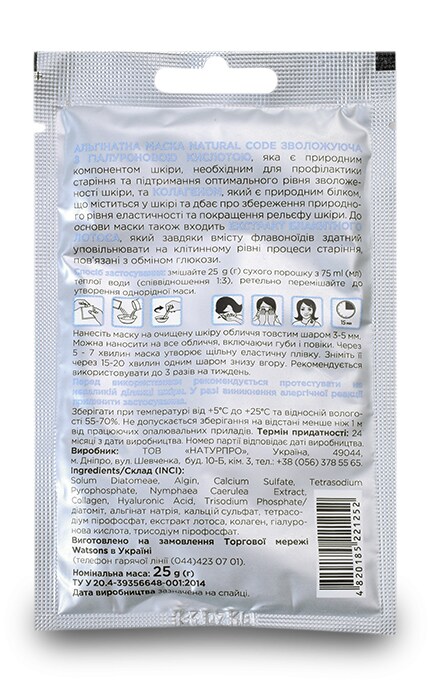 АЛЬГІНАТНА МАСКА NATURAL CODE ЗВОЛОЖУЮЧА
З ГІАЛУРОНОВОЮ КИСЛОТОЮ, яка є природним
компонентом шкіри, необхідним для профілактики
старіння та підтримання оптимального рівня зволоже-
ності шкіри, та КОЛАГЕНОМ, який є природним білком,
що міститься у шкірі та дбає про збереження природно-
го рівня еластичності та покращення рельєфу шкіри. До
основи маски також входить ЕКСТРАКТ БЛАКИТНОГО
ЛОТОСА, який завдяки вмісту флавоноїдів здатний
уповільнювати на клітинному рівні процеси старіння,
пов'язані з обміном глюкози.
Спосіб застосування: змішайте 25 g (г) сухого порошку з 75 ml (мл)
теплої води (співвідношення 1:3), ретельно перемішайте до
утворення однорідної маси.
15 хв
Нанесіть маску на очищену шкіру обличчя товстим шаром 3-5 мм.
Можна наносити на все обличчя, включаючи губи і повіки. Через
5 - 7 хвилин маска утворює щільну еластичну плівку. Зніміть її
через 15-20 хвилин одним шаром знизу вгору. Рекомендується
використовувати до 3 разів на тиждень.
Перед використанням рекомендується протестувати на
невеликій ділянці шкіри. У разі виникнення алергічної реакції
припинити застосування.
Зберігати при температурі від +5°C до +25°C та відносній волого-
сті 55-70%. Не допускається зберігання на відстані менше ніж 1 м
від працюючих опалювальних приладів. Термін придатності: 24
місяці з дати виробництва. Номер партії відповідає даті виробництва.
Виробник: ТОВ «НАТУРПРО», Україна, 49044,
м. Дніпро, вул. Шевченка, буд. 10-Б, кім. 3, тел.: +38 (056) 378 55 65
Ingredients/Склад (INCI):
Solum Diatomeae, Algin, Calcium Sulfate, Tetrasodium
Pyrophosphate, Nymphaea Caerulea Extract,
Collagen, Hyaluronic Acid, Trisodium Phosphate/
діатоміт, альгінат натрія, кальцій сульфат, тетрасо-
діум пірофосфат, екстракт лотоса, колаген, гіалуро-
нова кислота, трисодіум пірофосфат.
Виготовлено на замовлення Торгової мережі
Watsons в Україні
(телефон гарячої лінії (044)423 07 01).
Номінальна маса: 25 g (г)
ТУ У 20.4-39356648-001:2014
Дата виробництва зазначена на спайці.
4 820185 221252